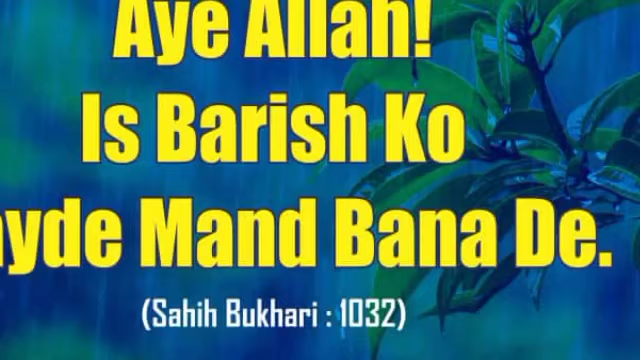 Aye Allah!
Is Barish Ko
Mand Bana De.
(Sahih Bukhari : 1032)